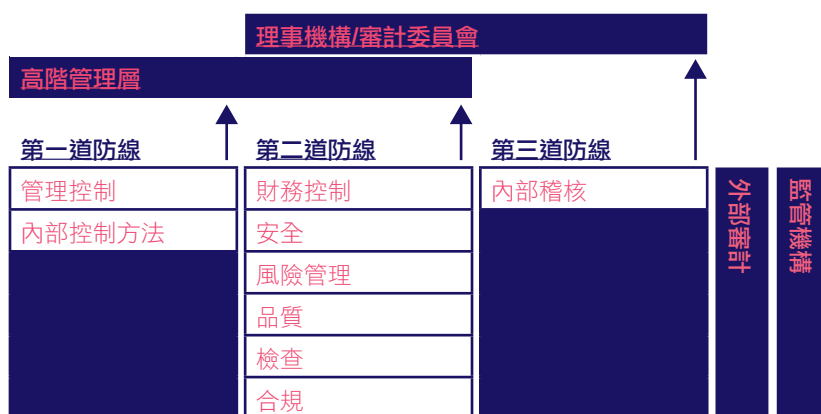 理事機構/審計委員會
高階管理層
第一道防線
第二道防線
第三道防線
管理控制
內部控制方法
財務控制
安全
風險管理
品質
檢查
合規
內部稽核
外部審計
監管機構